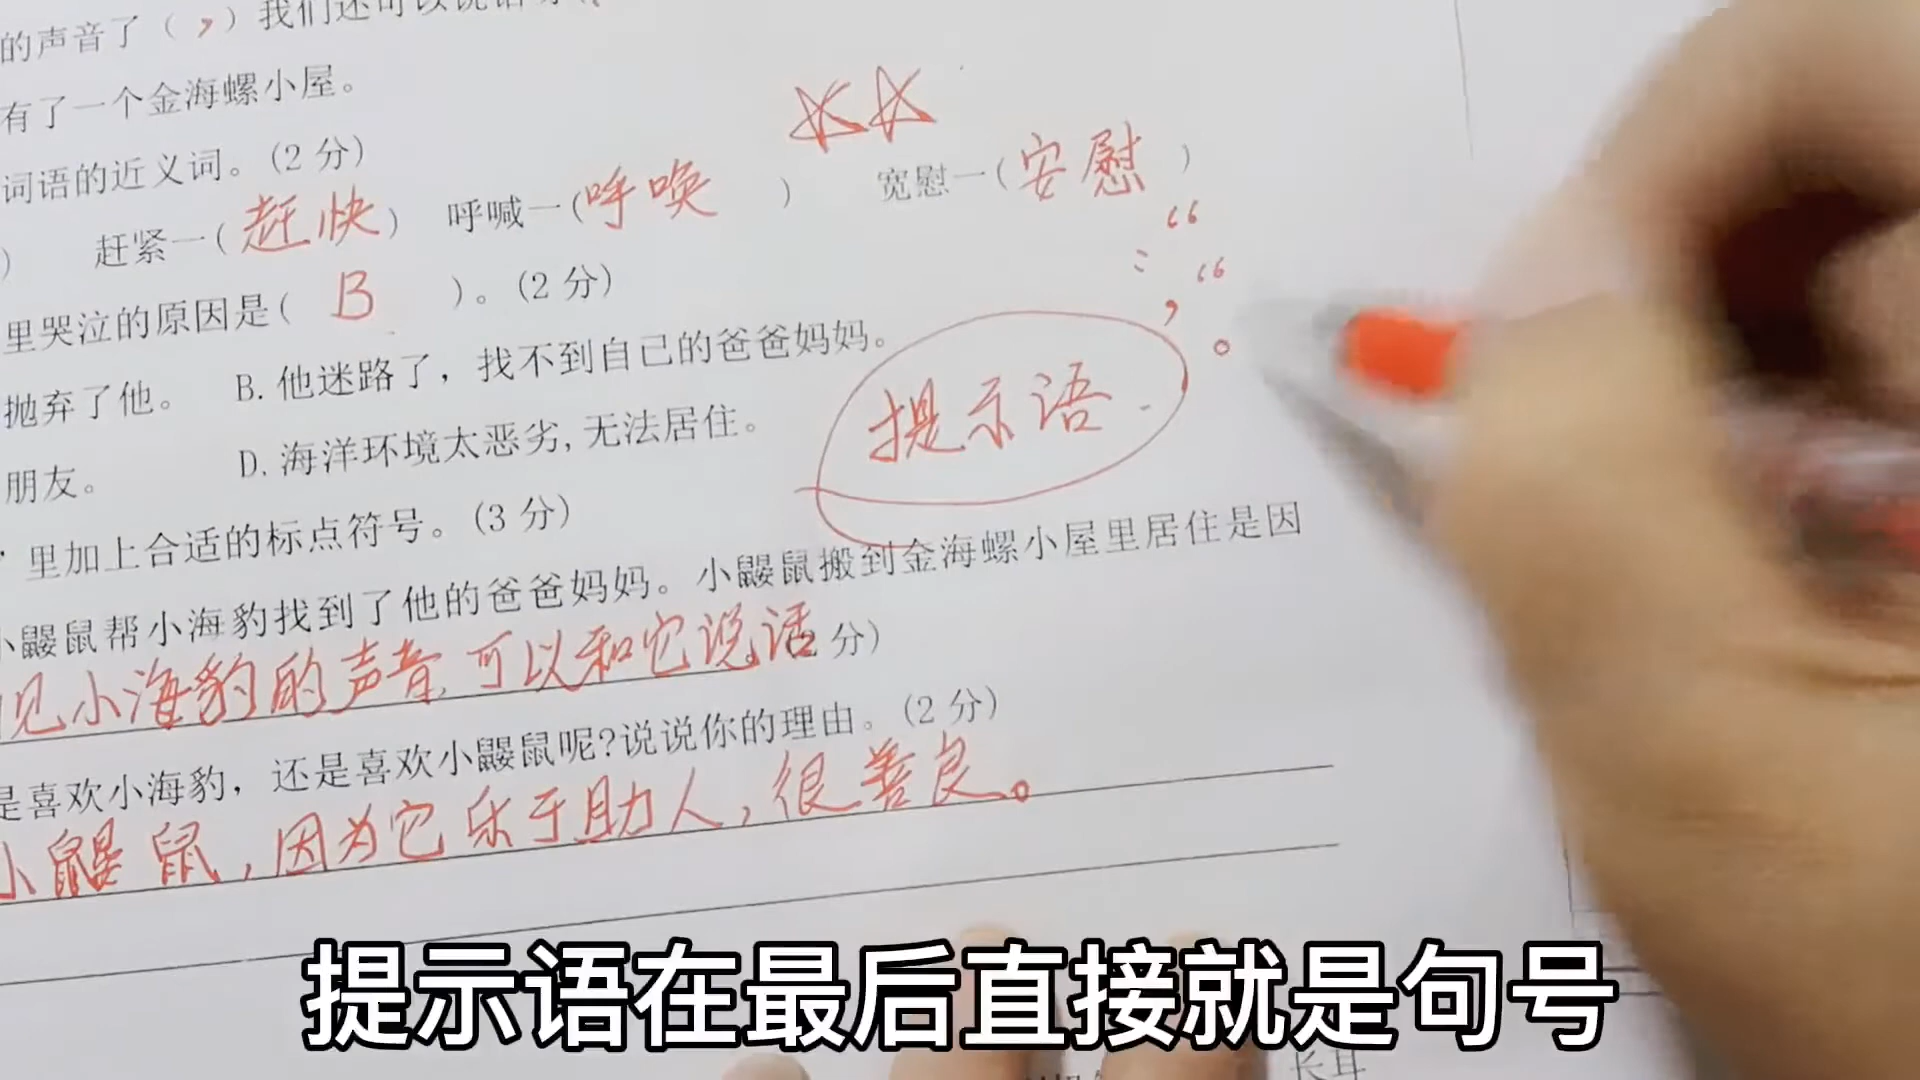 的声音了（，）我们还可以说话
有了一个金海螺小屋。
词语的近义词。(2 分)
） 赶紧—(赶快) 呼喊—(呼唤) 宽慰—(安慰)
“
： “
里哭泣的原因是( B )。(2 分)
， 。
抛弃了他。 B. 他迷路了，找不到自己的爸爸妈妈。
提示语
朋友。 D. 海洋环境太恶劣,无法居住。
里加上合适的标点符号。(3 分)
小鼹鼠帮小海豹找到了他的爸爸妈妈。小鼹鼠搬到金海螺小屋里居住是因
见小海豹的声音,可以和它说话。分)
是喜欢小海豹，还是喜欢小鼹鼠呢?说说你的理由。(2 分)
小鼹鼠，因为它乐于助人，很善良。
提示语在最后直接就是句号
长耳